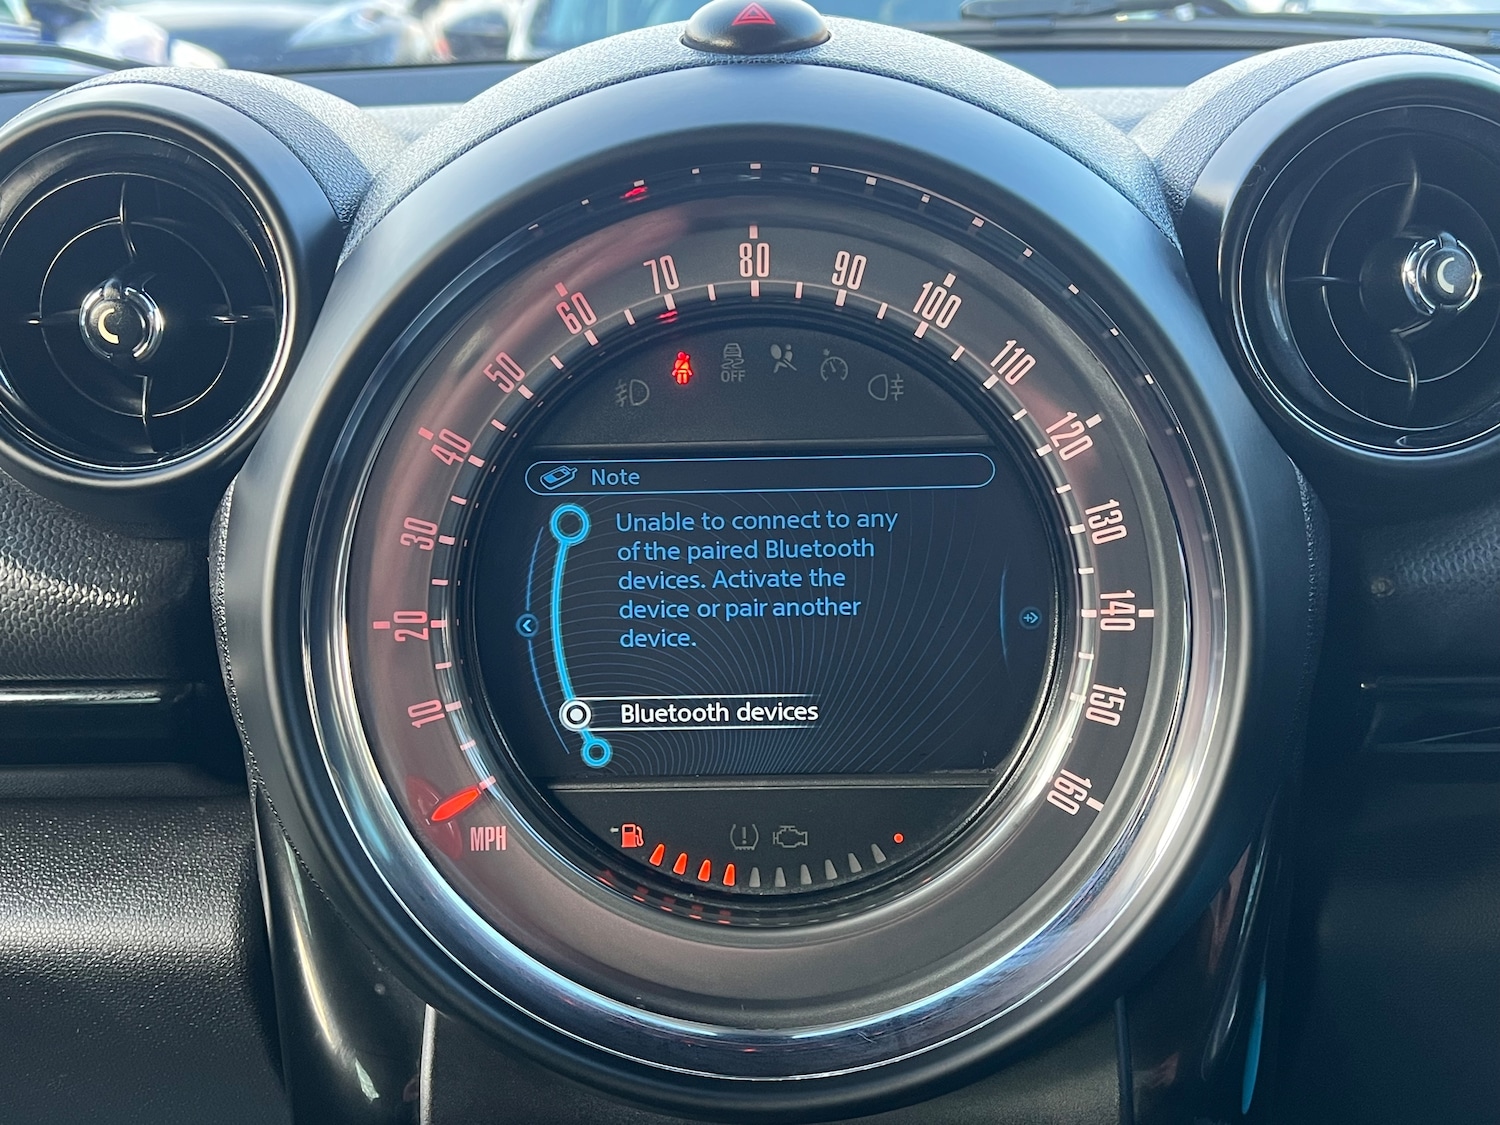 80
70
90
60
100
50
110
OFF
40
120
Note
30
130
Unable to connect to any
of the paired Bluetooth
devices. Activate the
device or pair another
device.
20
140
10
150
Bluetooth devices
160
MPH